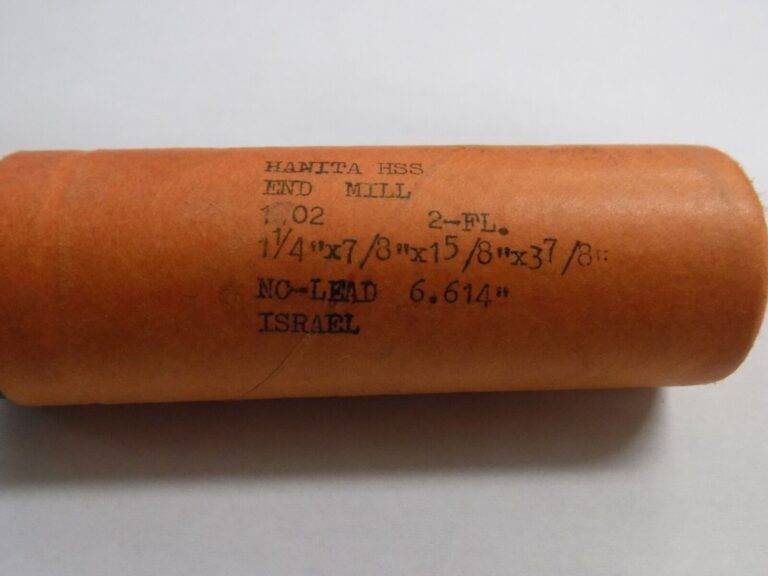 HANITA HSS
END MILL
2-FL.
1 1/4"x7/8"x1 5/8"x3 7/8"
NC-LEAD 6.614"
ISRAEL